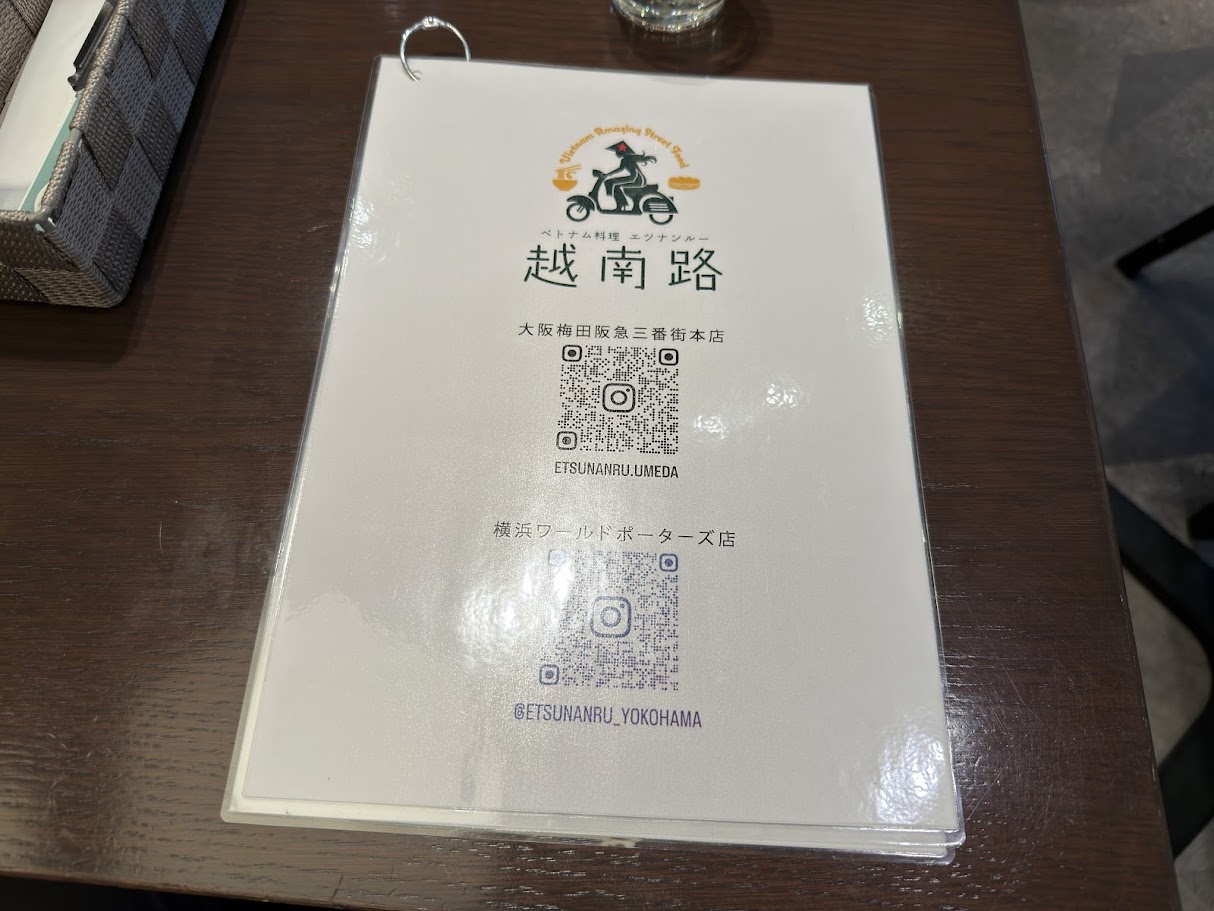 Vietnam Amazing Street Food
ベトナム料理 エツナンルー
越南路
大阪梅田阪急三番街本店
ETSUNANRU.UMEDA
横浜ワールドポーターズ店
@ETSUNANRU_YOKOHAMA